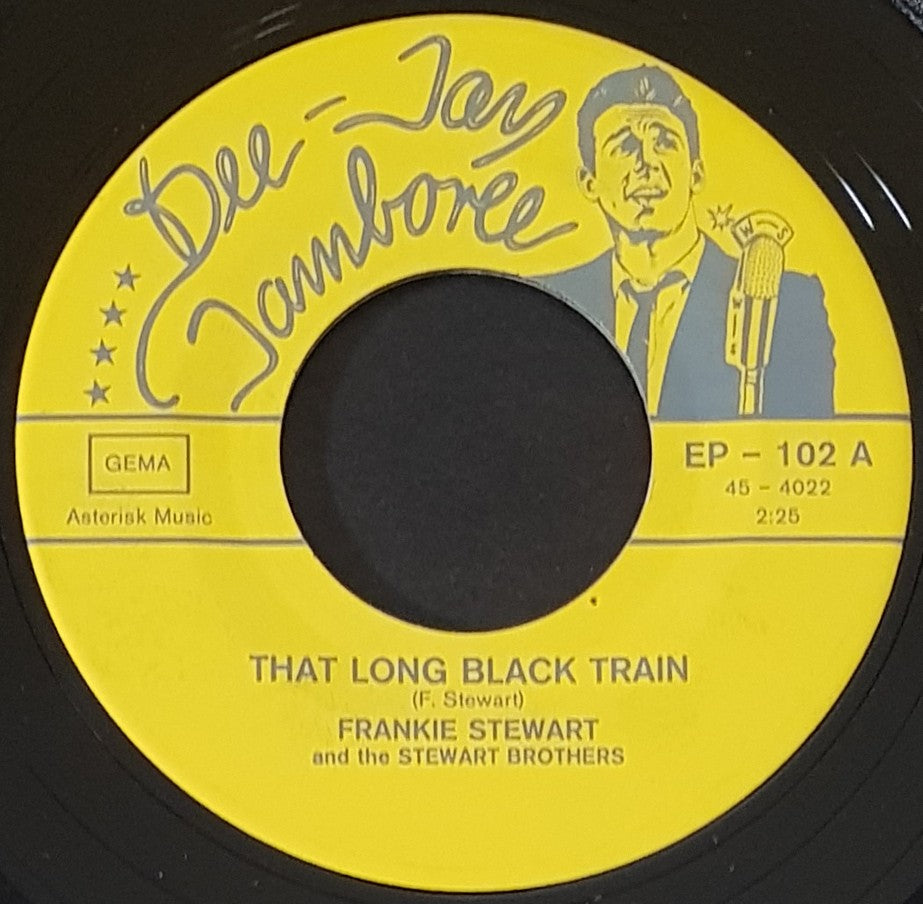 Dee-Jay
Jamboree
W S
GEMA
Asterisk Music
EP - 102 A
45 - 4022
2:25
THAT LONG BLACK TRAIN
(F. Stewart)
FRANKIE STEWART
and the STEWART BROTHERS